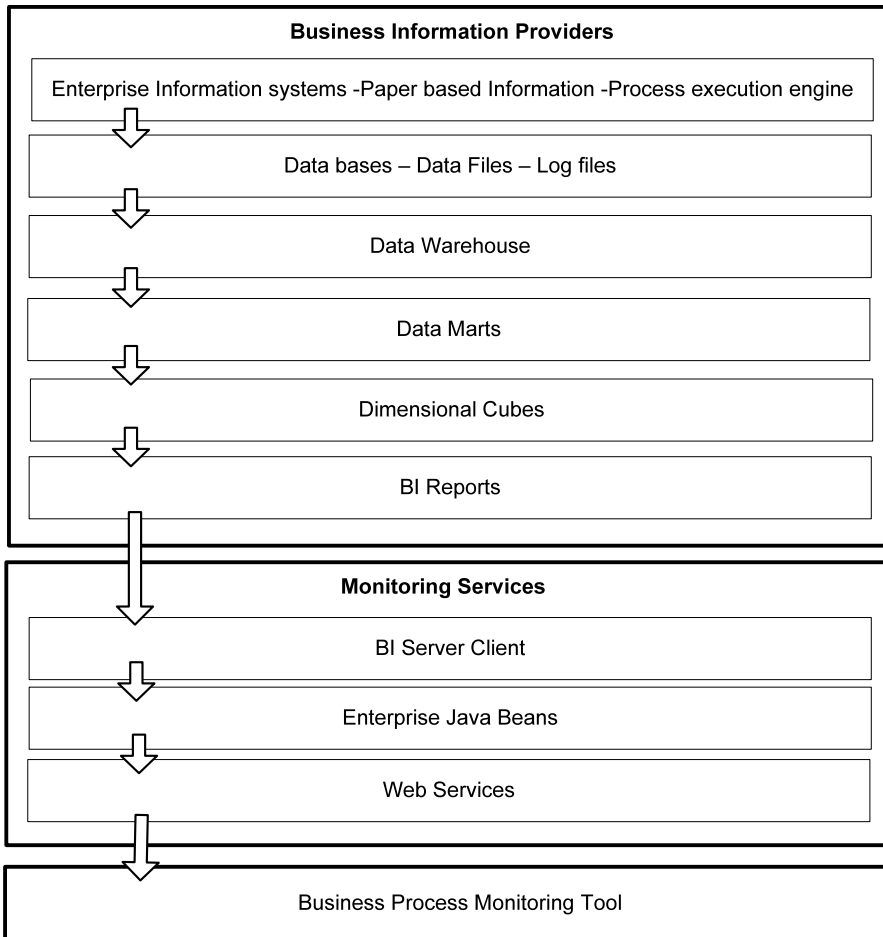 Business Information Providers
Enterprise Information systems -Paper based Information -Process execution engine
Data bases – Data Files – Log files
Data Warehouse
Data Marts
Dimensional Cubes
BI Reports
Monitoring Services
BI Server Client
Enterprise Java Beans
Web Services
Business Process Monitoring Tool